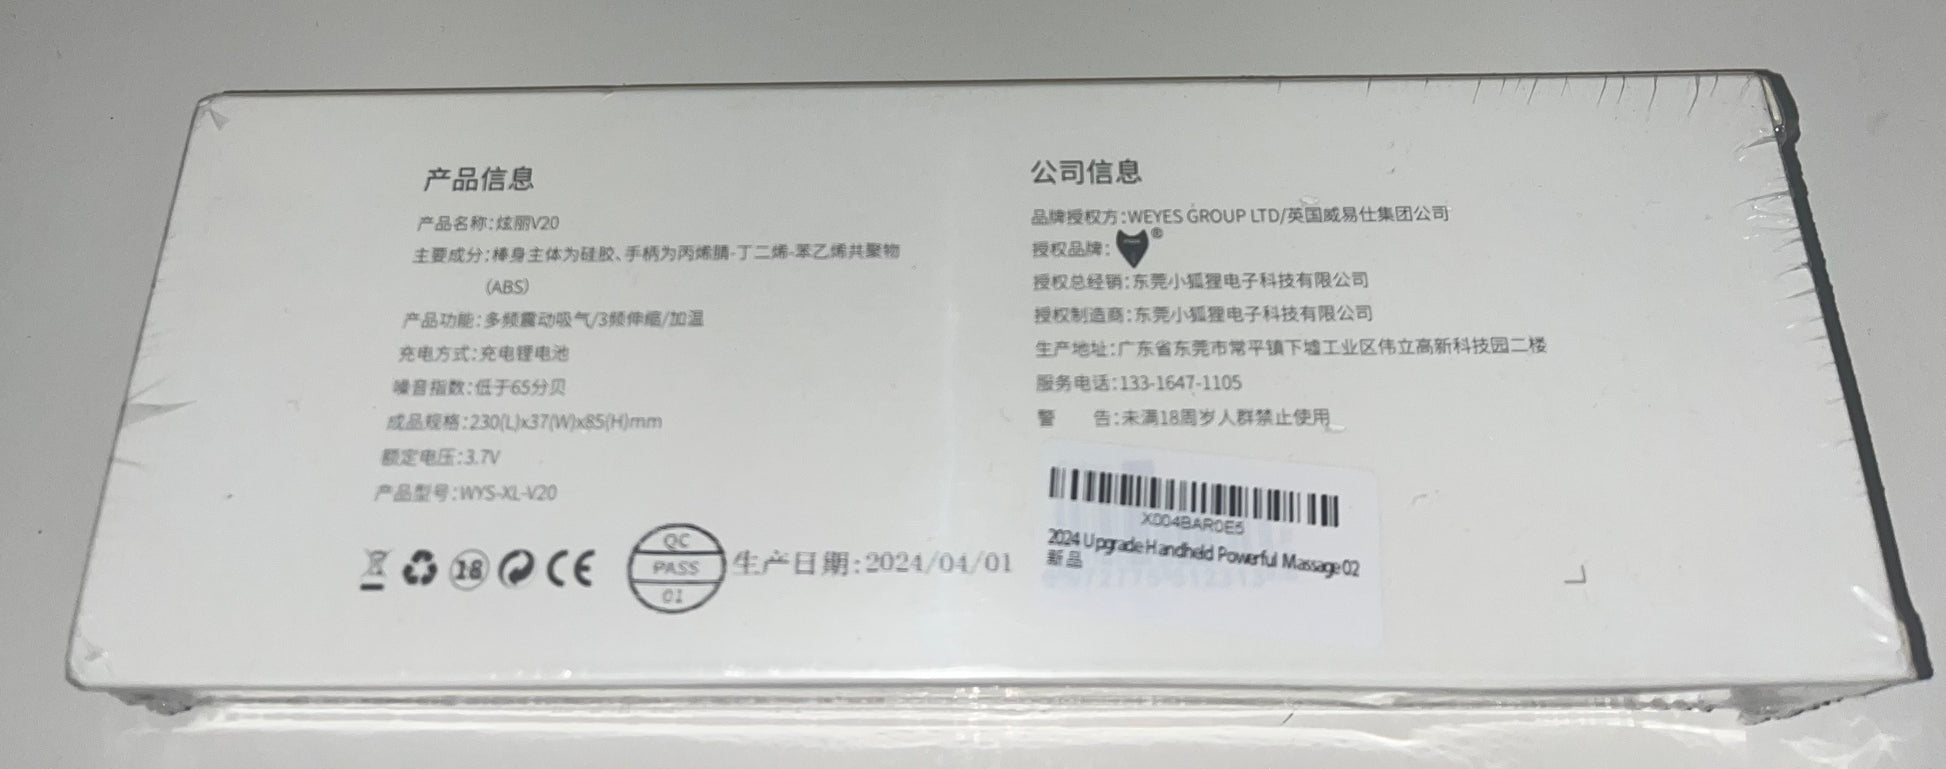 产品信息
产品名称:炫丽V20
主要成分:棒身主体为硅胶、手柄为丙烯腈-丁二烯-苯乙烯共聚物
(ABS)
产品功能:多频震动吸气/3频伸缩/加温
充电方式:充电锂电池
噪音指数:低于65分贝
成品规格:230(L)x37(W)x85(H)mm
额定电压:3.7V
产品型号:WYS-XL-V20
18
CE
QC
PASS
01
生产日期:2024/04/01
公司信息
品牌授权方:WEYES GROUP LTD/英国威易仕集团公司
授权品牌: ®
授权总经销:东莞小狐狸电子科技有限公司
授权制造商:东莞小狐狸电子科技有限公司
生产地址:广东省东莞市常平镇下墟工业区伟立高新科技园二楼
服务电话:133-1647-1105
警 告:未满18周岁人群禁止使用
X004BAR0E5
2024 Upgrade Handheld Powerful Massage 02
新品